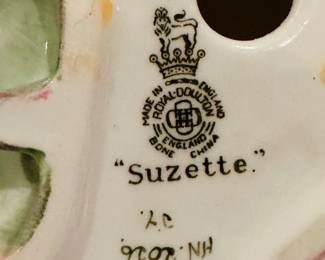 MADE IN ENGLAND
ROYAL·DOULTON
ENGLAND
BONE CHINA
"Suzette."
HN 2026